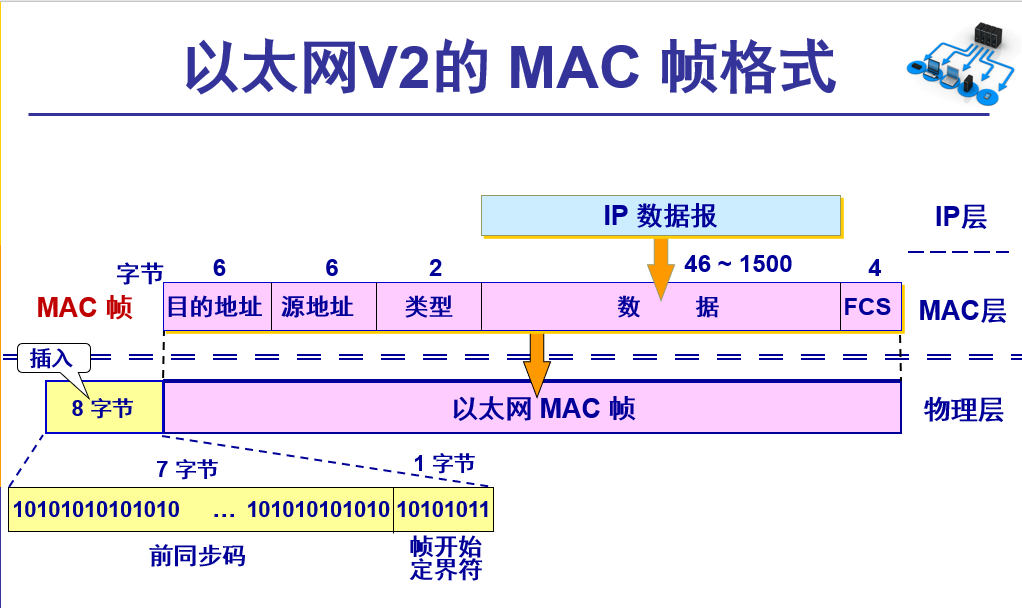 以太网V2的 MAC 帧格式
IP 数据报
IP层
字节
6
6
2
46 ~ 1500
4
MAC 帧
目的地址
源地址
类型
数 据
FCS
MAC层
插入
8 字节
以太网 MAC 帧
物理层
7 字节
1 字节
10101010101010 … 101010101010
10101011
前同步码
帧开始
定界符